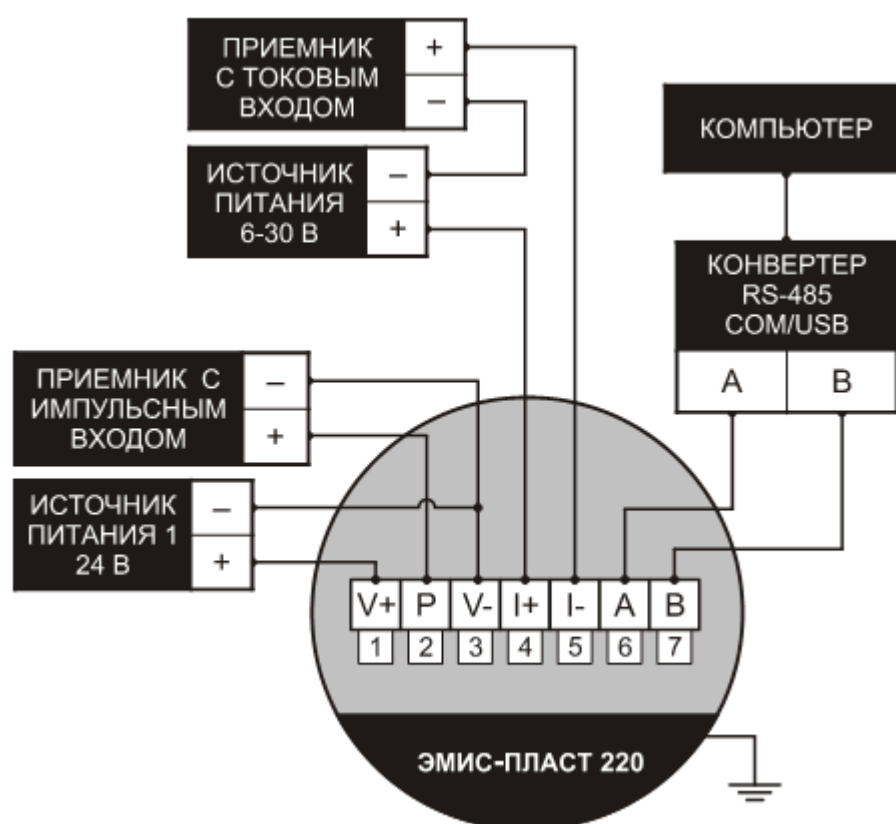 ПРИЕМНИК
С ТОКОВЫМ
ВХОДОМ
+
–
ИСТОЧНИК
ПИТАНИЯ
6-30 В
–
+
КОМПЬЮТЕР
КОНВЕРТЕР
RS-485
COM/USB
A B
ПРИЕМНИК С
ИМПУЛЬСНЫМ
ВХОДОМ
–
+
ИСТОЧНИК
ПИТАНИЯ 1
24 В
–
+
V+ P V- I+ I- A B
1 2 3 4 5 6 7
ЭМИС-ПЛАСТ 220